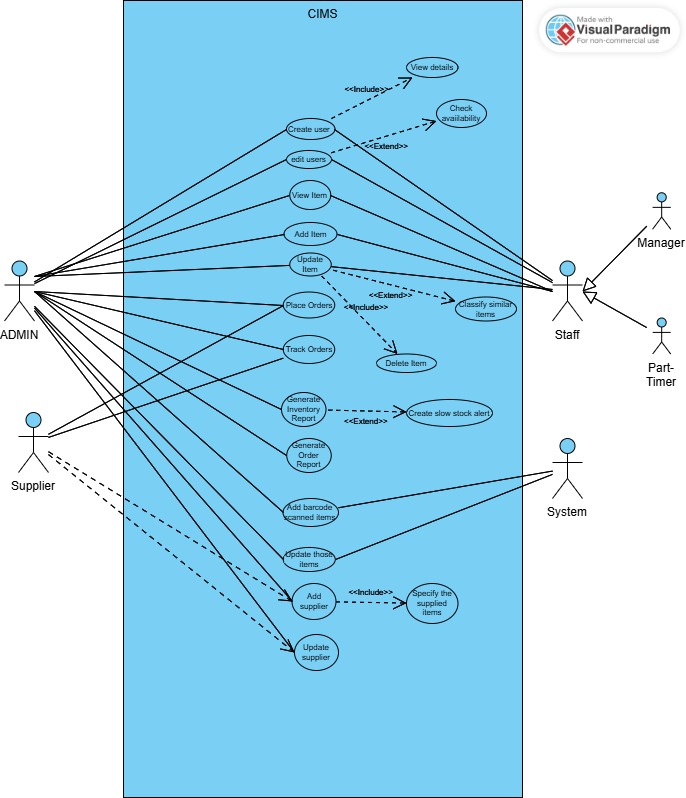 CIMS
Made with
VisualParadigm
For non-commercial use
View details
<<Include>>
Check
avaiilability
Create user
<<Extend>>
edit users
View Item
Add Item
Update
Item
<<Extend>>
Classify similar
items
Place Orders
<<Include>>
Track Orders
Delete Item
ADMIN
Manager
Staff
Part-
Timer
Generate
Inventory
Report
<<Extend>>
Create slow stock alert
Generate
Order
Report
Supplier
System
Add barcode
scanned items
Update those
items
Add
supplier
<<Include>>
Specify the
supplied
items
Update
supplier